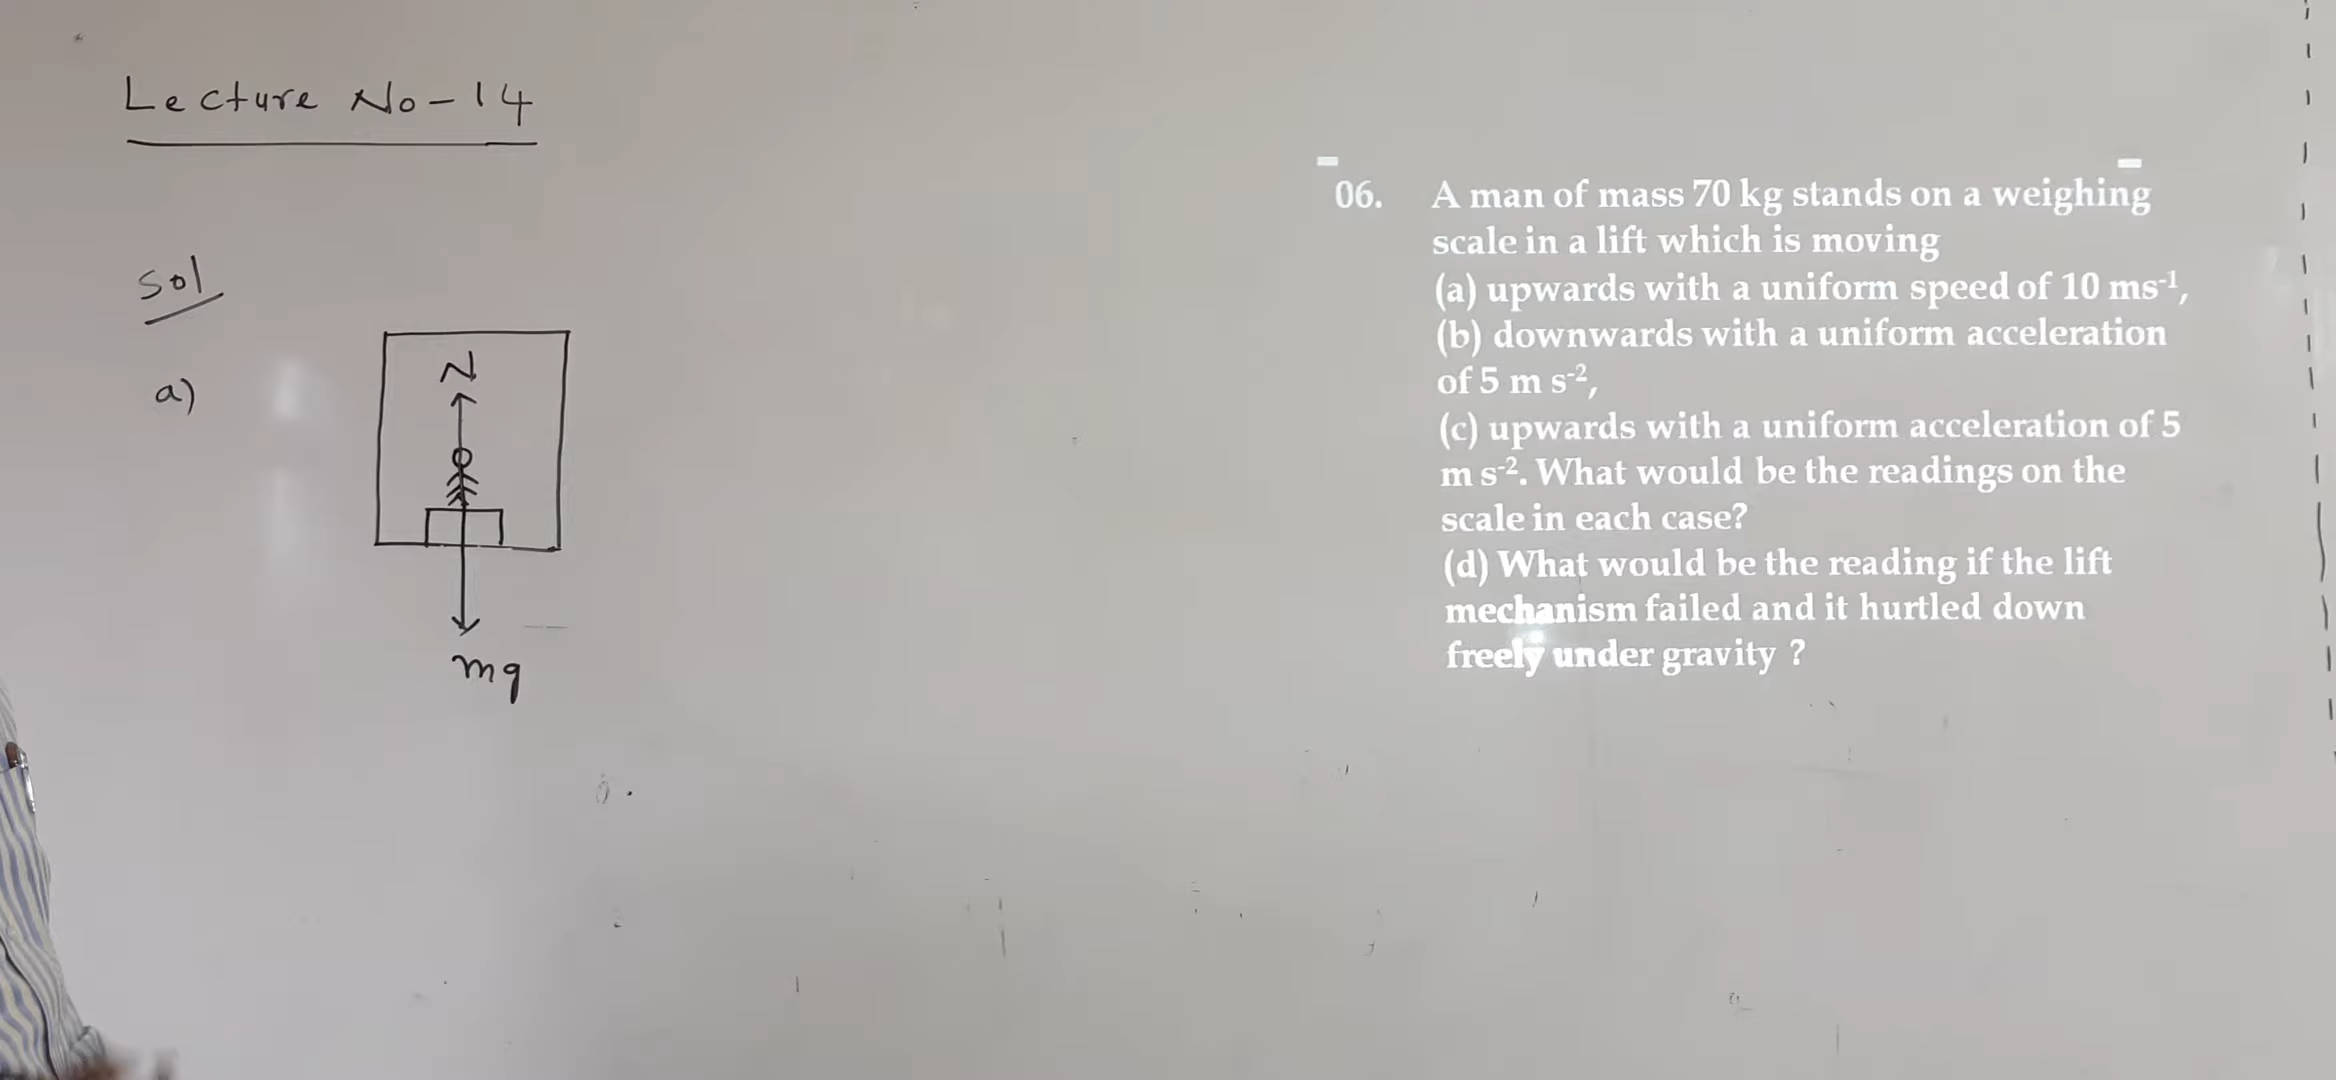 Lecture No-14
sol
a)
N
mg
06. A man of mass 70 kg stands on a weighing
scale in a lift which is moving
(a) upwards with a uniform speed of 10 ms⁻¹,
(b) downwards with a uniform acceleration
of 5 m s⁻²,
(c) upwards with a uniform acceleration of 5
m s⁻². What would be the readings on the
scale in each case?
(d) What would be the reading if the lift
mechanism failed and it hurtled down
freely under gravity ?